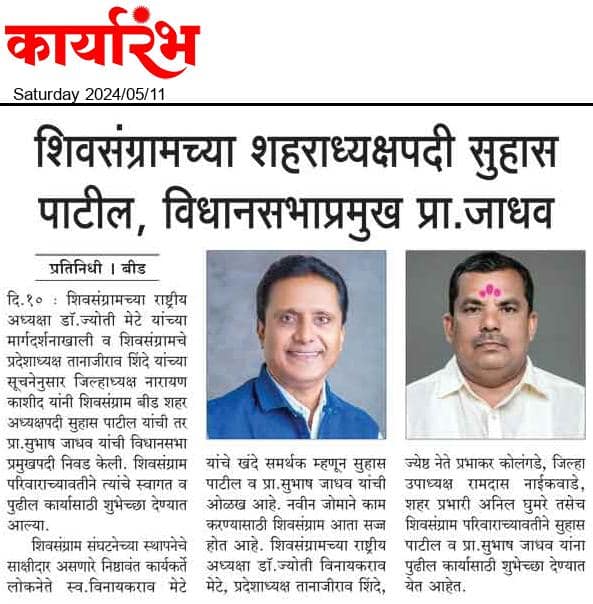 कार्यारंभ
Saturday 2024/05/11
शिवसंग्रामच्या शहराध्यक्षपदी सुहास
पाटील, विधानसभाप्रमुख प्रा.जाधव
प्रतिनिधी । बीड
दि.१० : शिवसंग्रामच्या राष्ट्रीय
अध्यक्षा डॉ.ज्योती मेटे यांच्या
मार्गदर्शनाखाली व शिवसंग्रामचे
प्रदेशाध्यक्ष तानाजीराव शिंदे यांच्या
सूचनेनुसार जिल्हाध्यक्ष नारायण
काशीद यांनी शिवसंग्राम बीड शहर
अध्यक्षपदी सुहास पाटील यांची तर
प्रा.सुभाष जाधव यांची विधानसभा
प्रमुखपदी निवड केली. शिवसंग्राम
परिवाराच्यावतीने त्यांचे स्वागत व
पुढील कार्यासाठी शुभेच्छा देण्यात
आल्या.
शिवसंग्राम संघटनेच्या स्थापनेचे
साक्षीदार असणारे निष्ठावंत कार्यकर्ते
लोकनेते स्व.विनायकराव मेटे
यांचे खंदे समर्थक म्हणून सुहास
पाटील व प्रा.सुभाष जाधव यांची
ओळख आहे. नवीन जोमाने काम
करण्यासाठी शिवसंग्राम आता सज्ज
होत आहे. शिवसंग्रामच्या राष्ट्रीय
अध्यक्षा डॉ.ज्योती विनायकराव
मेटे, प्रदेशाध्यक्ष तानाजीराव शिंदे,
ज्येष्ठ नेते प्रभाकर कोलंगडे, जिल्हा
उपाध्यक्ष रामदास नाईकवाडे,
शहर प्रभारी अनिल घुमरे तसेच
शिवसंग्राम परिवाराच्यावतीने सुहास
पाटील व प्रा.सुभाष जाधव यांना
पुढील कार्यासाठी शुभेच्छा देण्यात
येत आहेत.